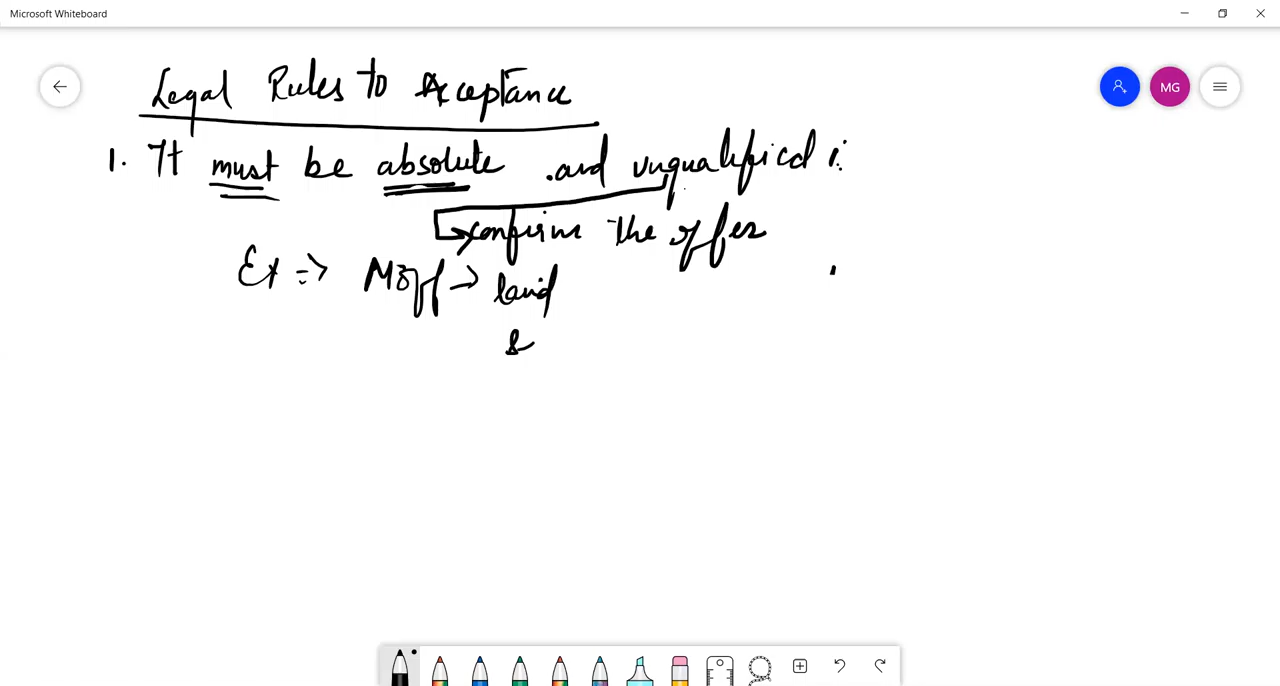 Microsoft Whiteboard
MG
Legal Rules to Acceptance
1. It must be absolute and unqualified i:
confirms the offer
Ex => M off → land
&